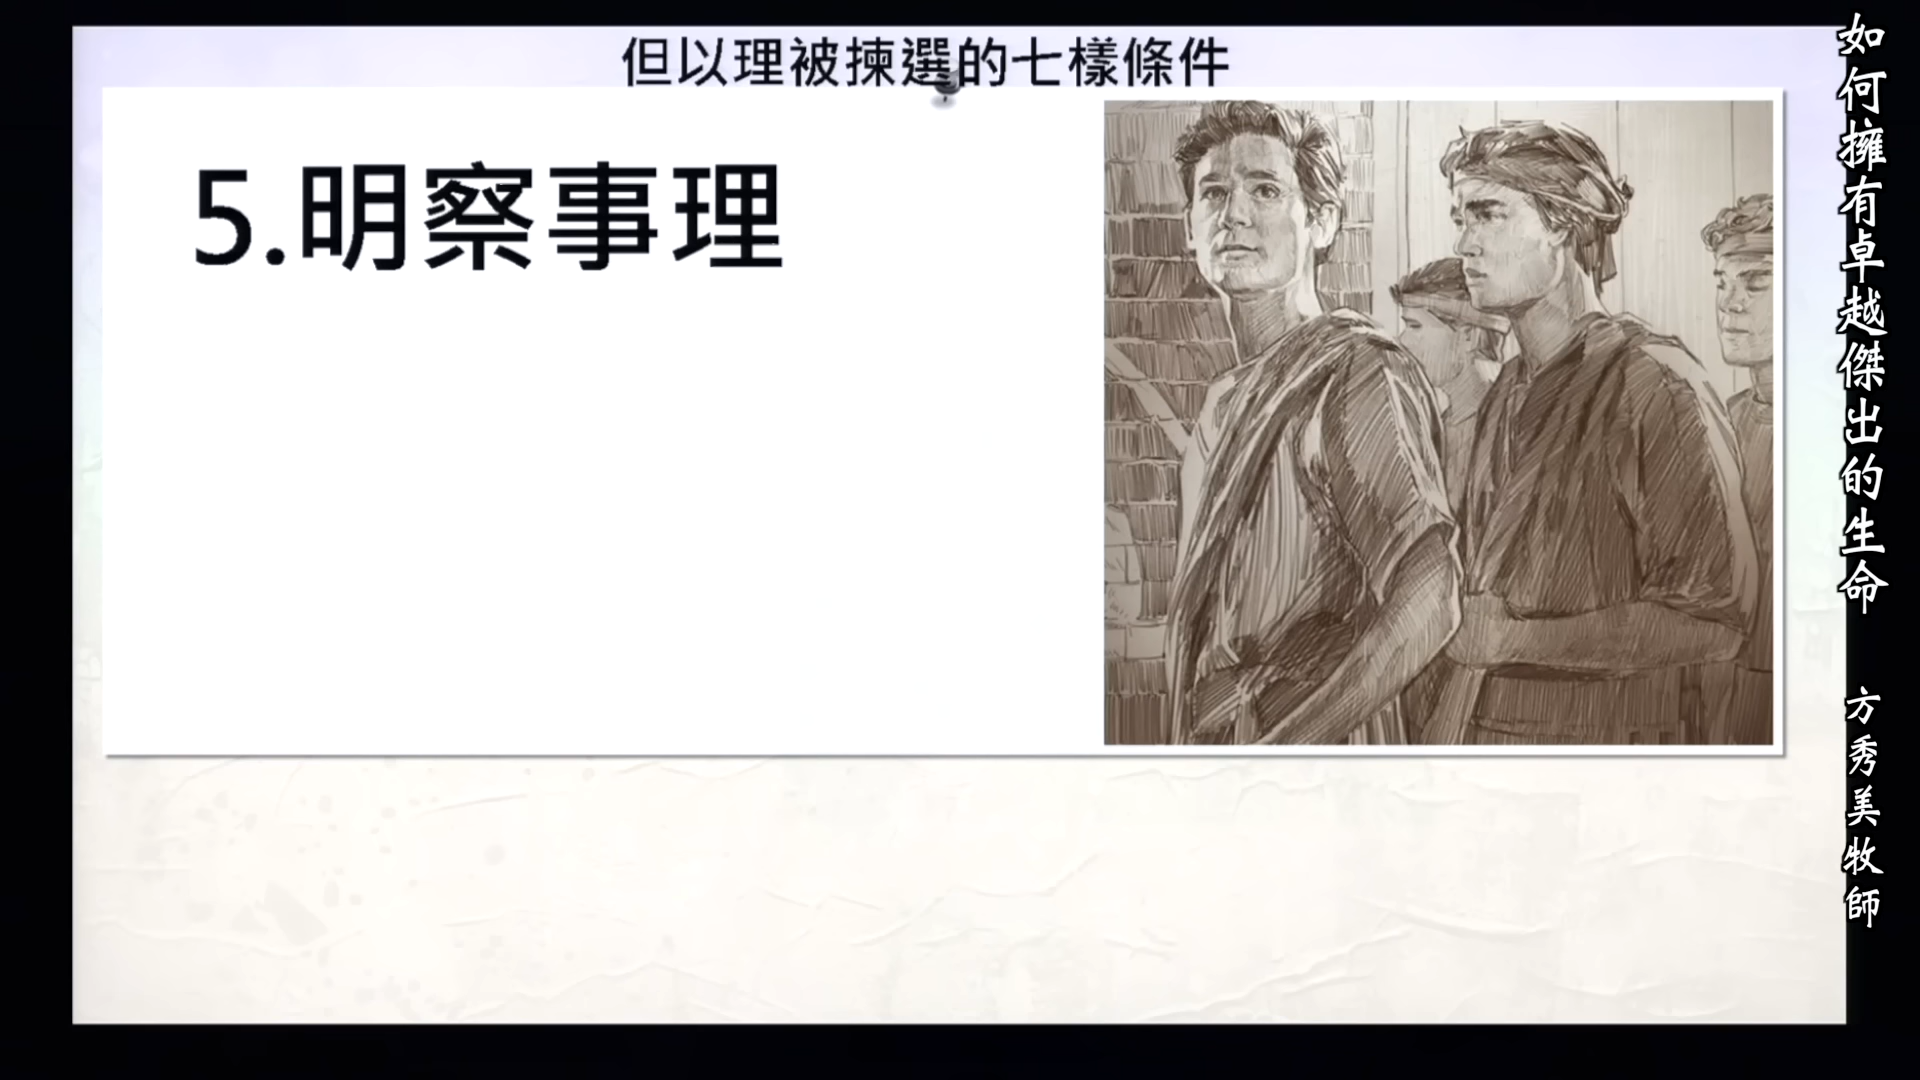 但以理被揀選的七樣條件
5.明察事理
如何擁有卓越傑出的生命
方秀美牧師